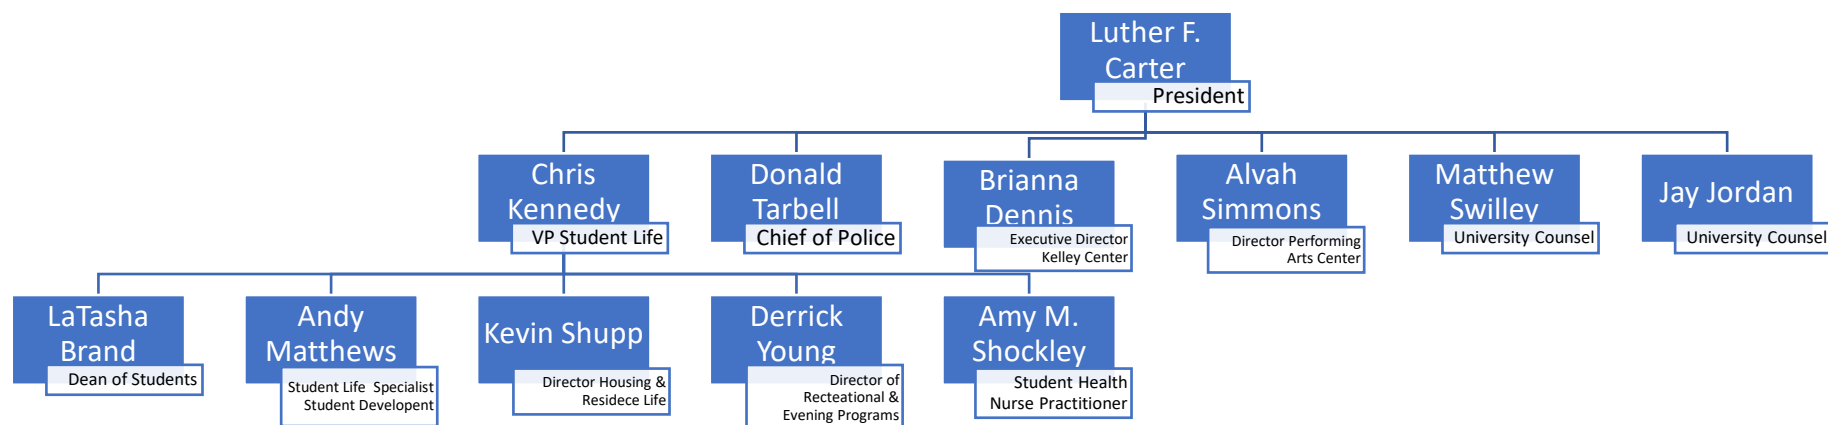 Luther F.
Carter
President
Chris
Kennedy
VP Student Life
Donald
Tarbell
Chief of Police
Brianna
Dennis
Executive Director
Kelley Center
Alvah
Simmons
Director Performing
Arts Center
Matthew
Swilley
University Counsel
Jay Jordan
University Counsel
LaTasha
Brand
Dean of Students
Andy
Matthews
Student Life Specialist
Student Developent
Kevin Shupp
Director Housing &
Residece Life
Derrick
Young
Director of
Recteational &
Evening Programs
Amy M.
Shockley
Student Health
Nurse Practitioner